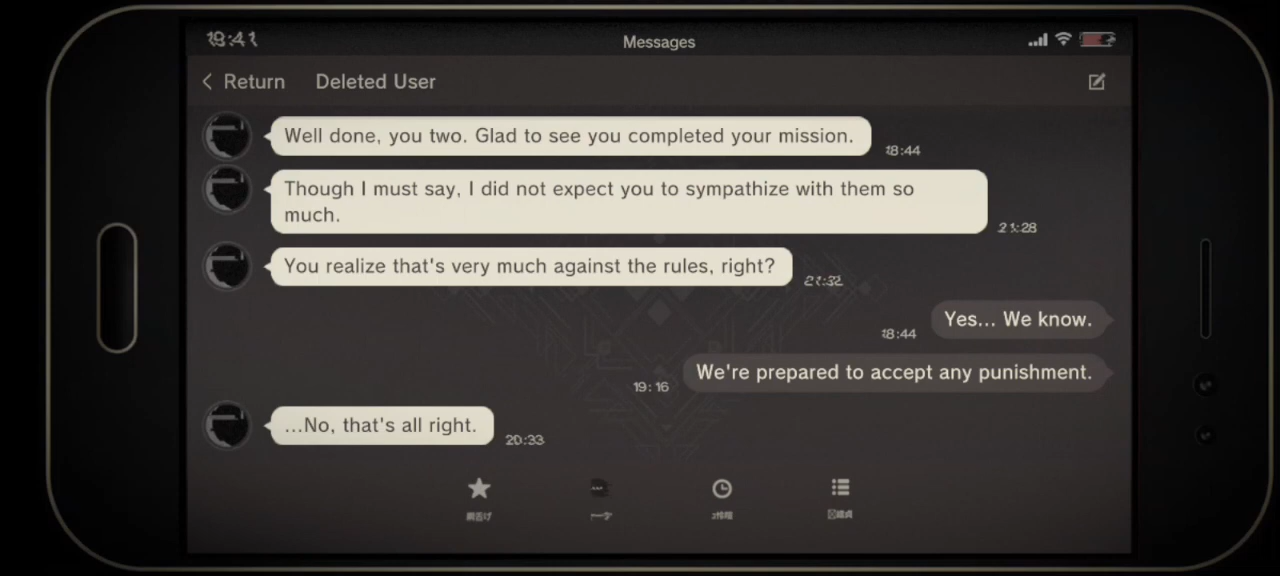 Messages
Return Deleted User
Well done, you two. Glad to see you completed your mission.
18:44
Though I must say, I did not expect you to sympathize with them so
much.
You realize that's very much against the rules, right?
Yes... We know.
18:44
We're prepared to accept any punishment.
19:16
...No, that's all right.
20:33